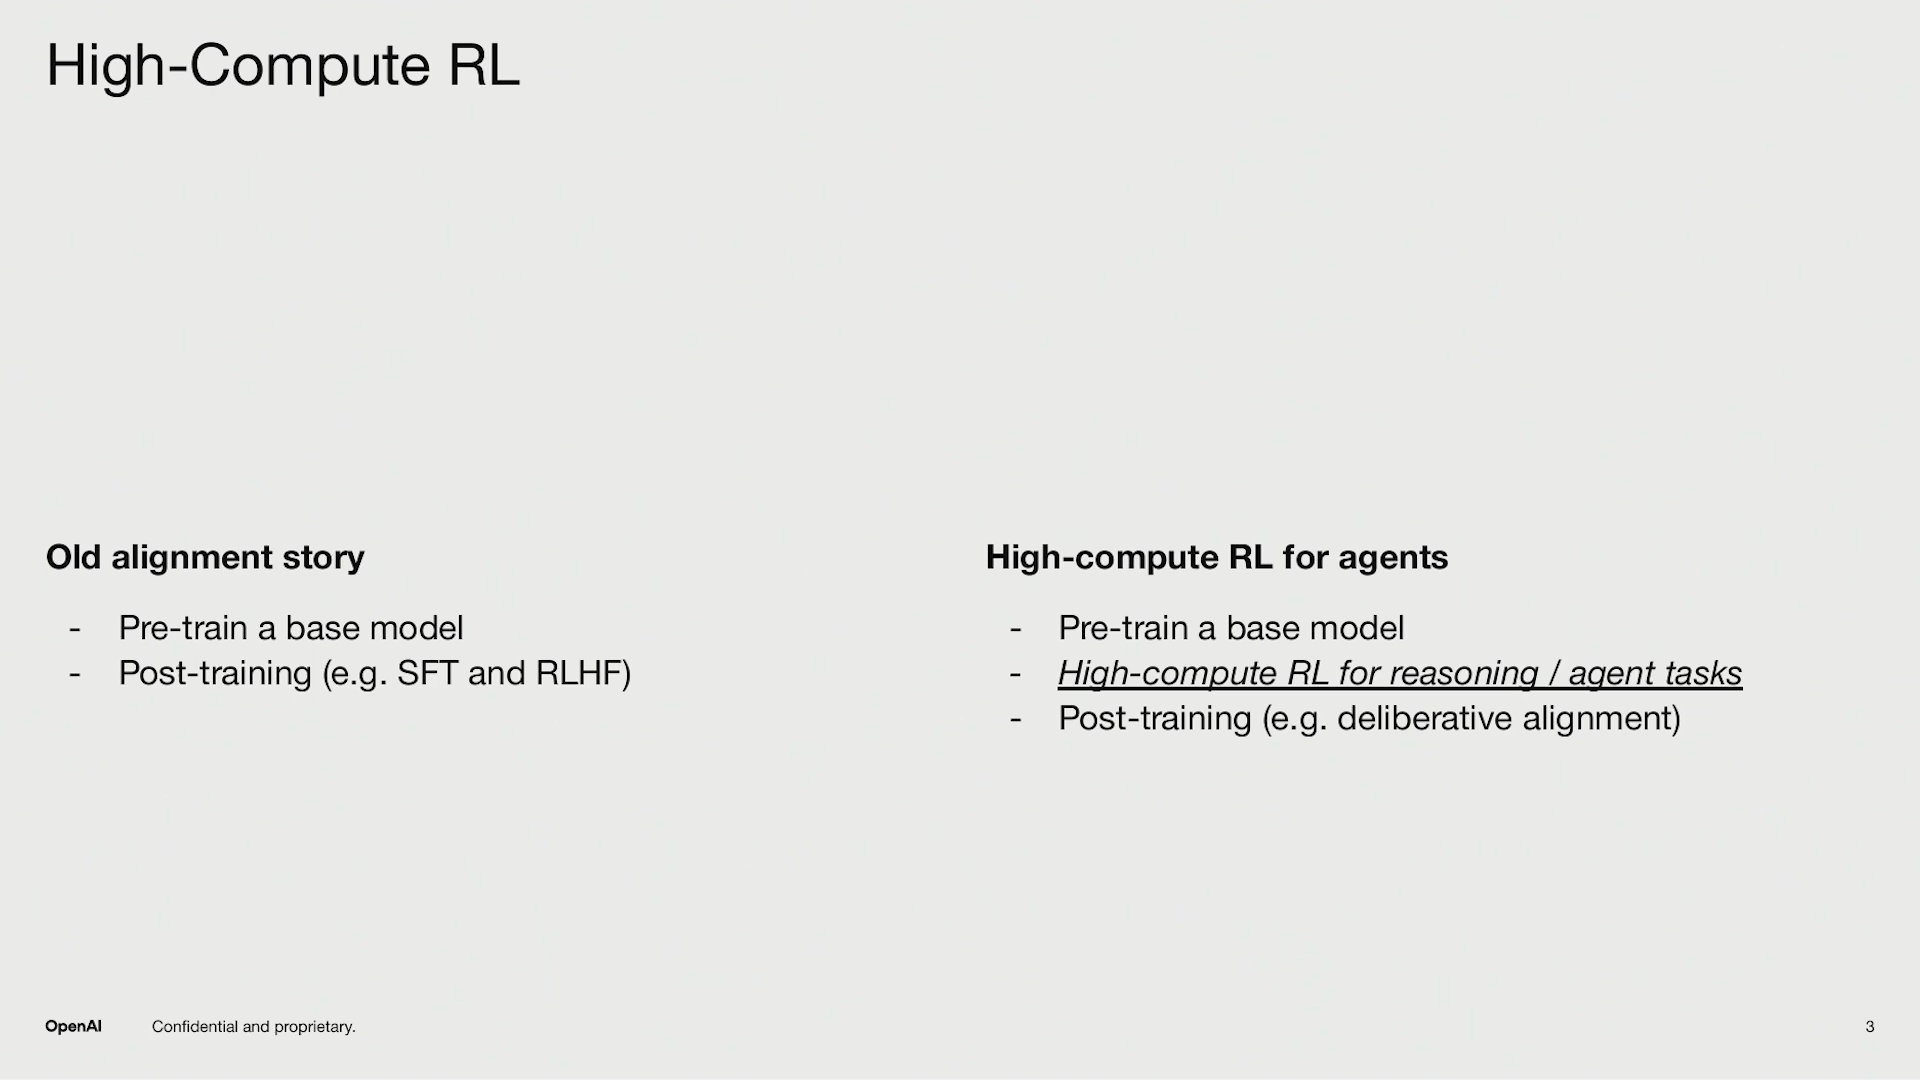 High-Compute RL
Old alignment story
- Pre-train a base model
- Post-training (e.g. SFT and RLHF)
High-compute RL for agents
- Pre-train a base model
- High-compute RL for reasoning / agent tasks
- Post-training (e.g. deliberative alignment)
OpenAI Confidential and proprietary. 3